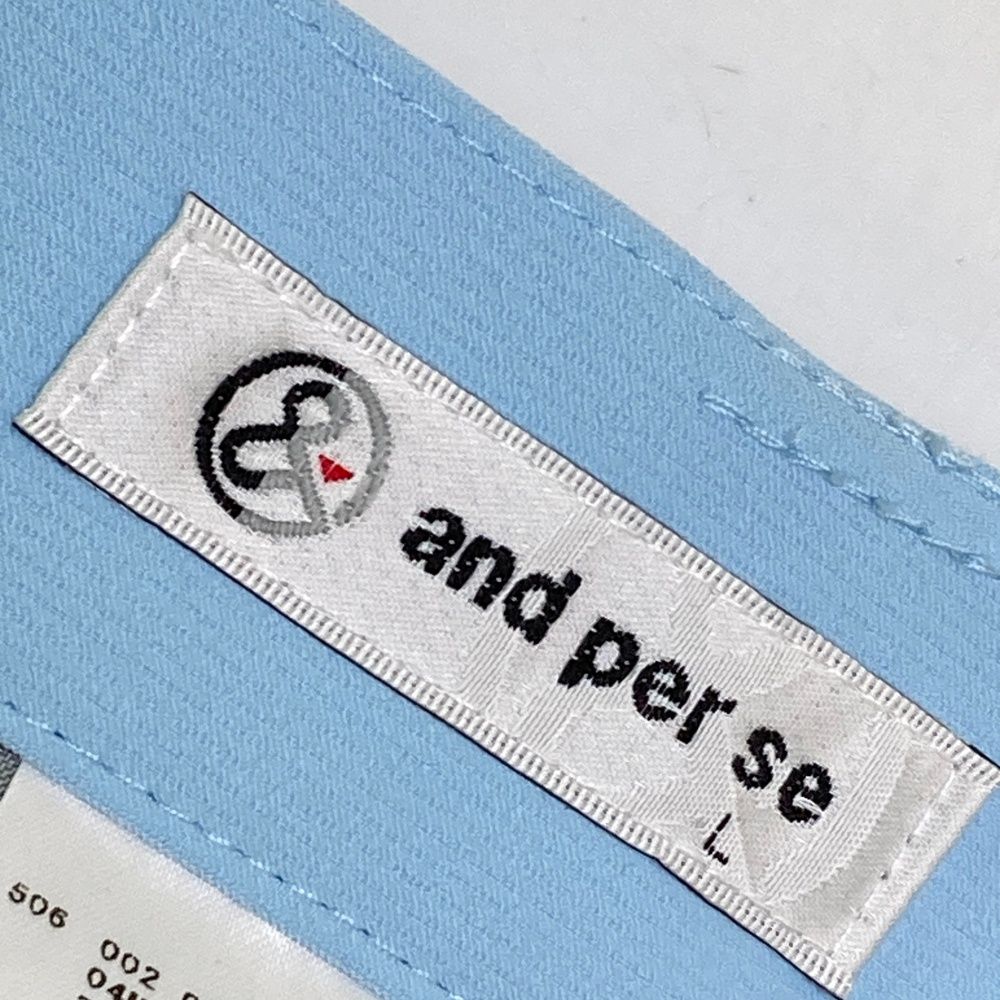 &
and per se
L
506 002